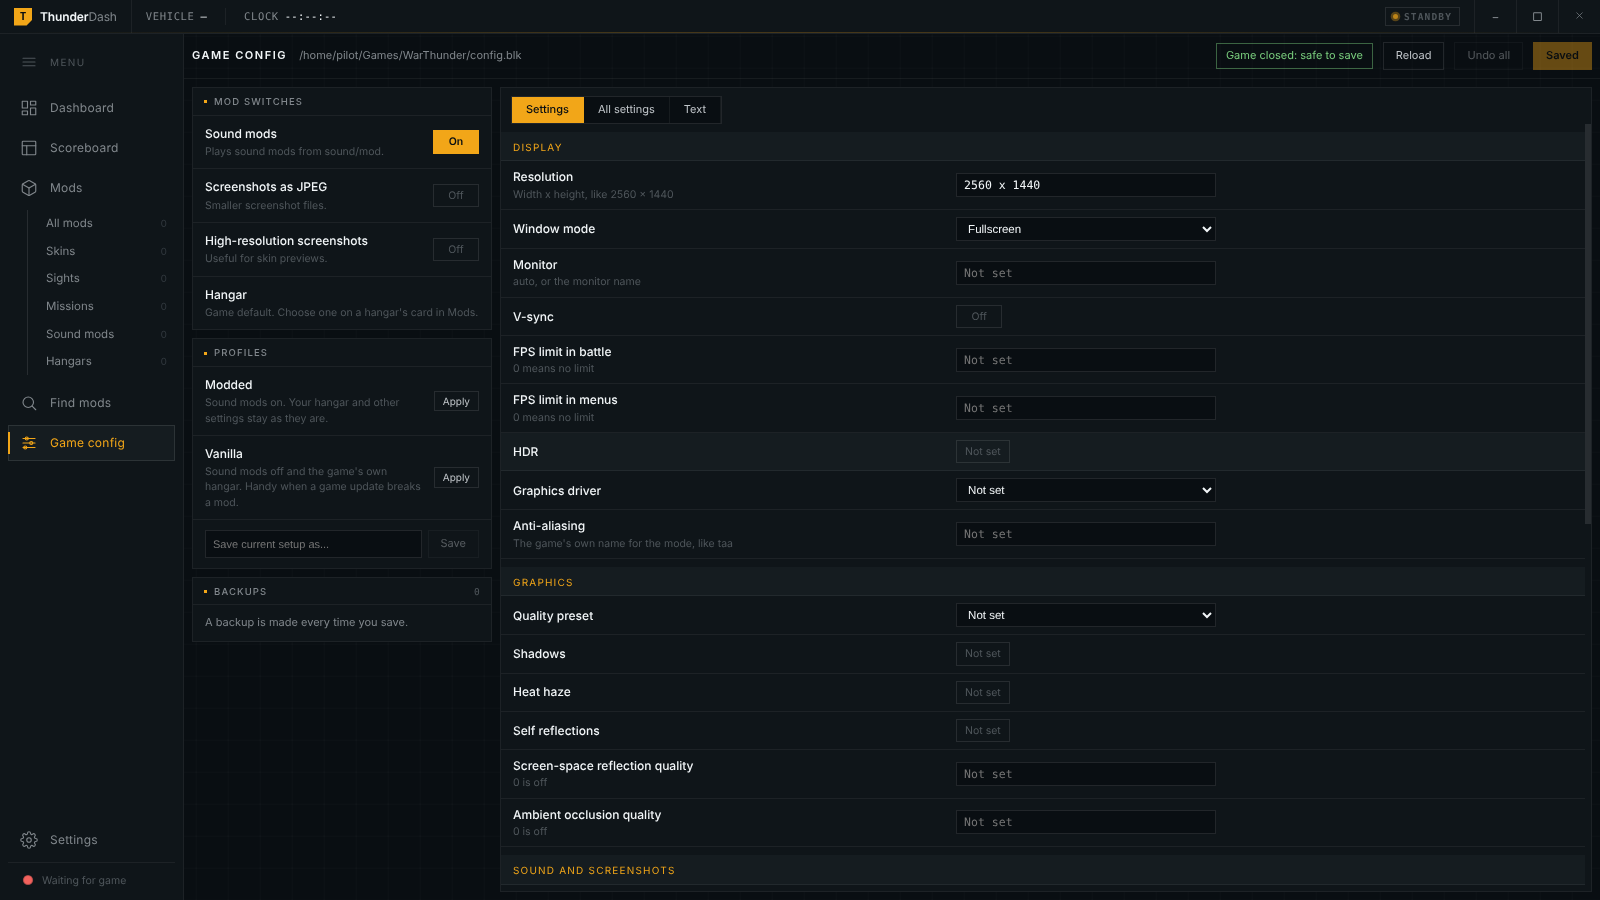 T ThunderDash
VEHICLE –
CLOCK --:--:--
STANDBY
MENU
Dashboard
Scoreboard
Mods
All mods 0
Skins 0
Sights 0
Missions 0
Sound mods 0
Hangars 0
Find mods
Game config
Settings
Waiting for game
GAME CONFIG /home/pilot/Games/WarThunder/config.blk
Game closed: safe to save
Reload
Undo all
Saved
MOD SWITCHES
Sound mods
Plays sound mods from sound/mod.
On
Screenshots as JPEG
Smaller screenshot files.
Off
High-resolution screenshots
Useful for skin previews.
Off
Hangar
Game default. Choose one on a hangar's card in Mods.
PROFILES
Modded
Sound mods on. Your hangar and other
settings stay as they are.
Apply
Vanilla
Sound mods off and the game's own
hangar. Handy when a game update breaks
a mod.
Apply
Save current setup as...
Save
BACKUPS 0
A backup is made every time you save.
Settings
All settings
Text
DISPLAY
Resolution
Width x height, like 2560 × 1440
2560 x 1440
Window mode
Fullscreen
Monitor
auto, or the monitor name
Not set
V-sync
Off
FPS limit in battle
0 means no limit
Not set
FPS limit in menus
0 means no limit
Not set
HDR
Not set
Graphics driver
Not set
Anti-aliasing
The game's own name for the mode, like taa
Not set
GRAPHICS
Quality preset
Not set
Shadows
Not set
Heat haze
Not set
Self reflections
Not set
Screen-space reflection quality
0 is off
Not set
Ambient occlusion quality
0 is off
Not set
SOUND AND SCREENSHOTS